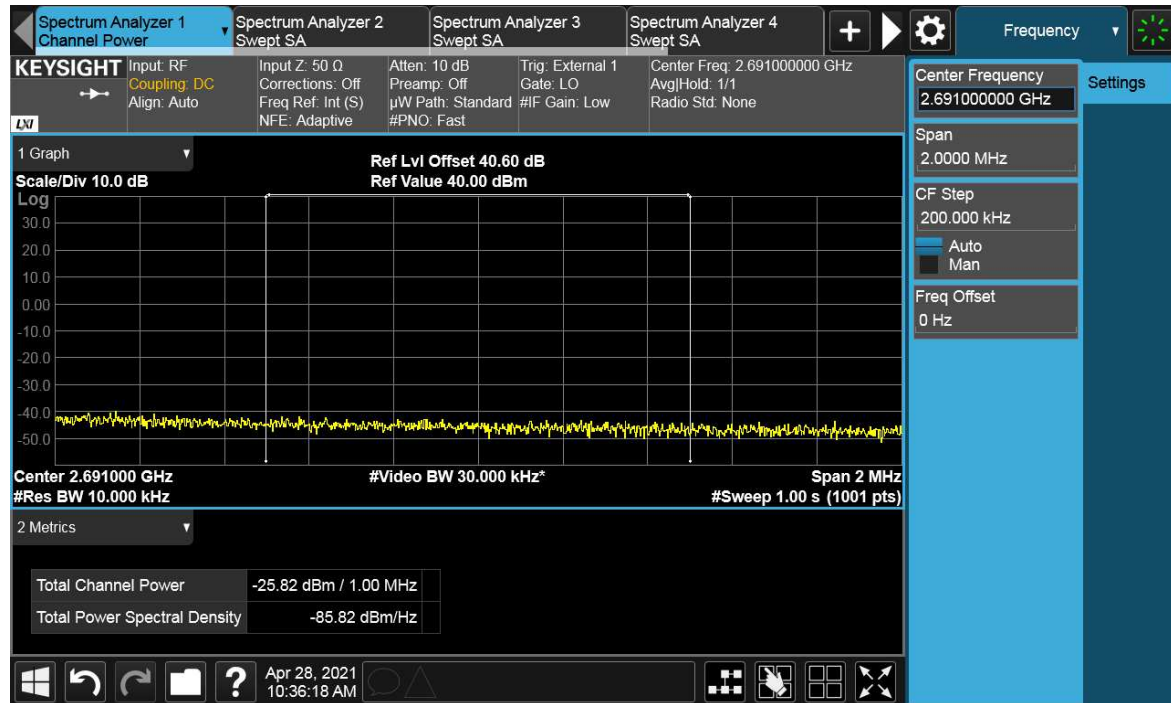 Spectrum Analyzer 1
Channel Power
Spectrum Analyzer 2
Swept SA
Spectrum Analyzer 3
Swept SA
Spectrum Analyzer 4
Swept SA
+
Frequency
KEYSIGHT
LXI
Input: RF
Coupling: DC
Align: Auto
Input Z: 50 Ω
Corrections: Off
Freq Ref: Int (S)
NFE: Adaptive
Atten: 10 dB
Preamp: Off
µW Path: Standard
#PNO: Fast
Trig: External 1
Gate: LO
#IF Gain: Low
Center Freq: 2.691000000 GHz
Avg|Hold: 1/1
Radio Std: None
Center Frequency
2.691000000 GHz
Settings
Span
2.0000 MHz
CF Step
200.000 kHz
Auto
Man
Freq Offset
0 Hz
1 Graph
Scale/Div 10.0 dB
Ref Lvl Offset 40.60 dB
Ref Value 40.00 dBm
Log
30.0
20.0
10.0
0.00
-10.0
-20.0
-30.0
-40.0
-50.0
Center 2.691000 GHz
#Video BW 30.000 kHz*
Span 2 MHz
#Res BW 10.000 kHz
#Sweep 1.00 s (1001 pts)
2 Metrics
Total Channel Power -25.82 dBm / 1.00 MHz
Total Power Spectral Density -85.82 dBm/Hz
?
Apr 28, 2021
10:36:18 AM